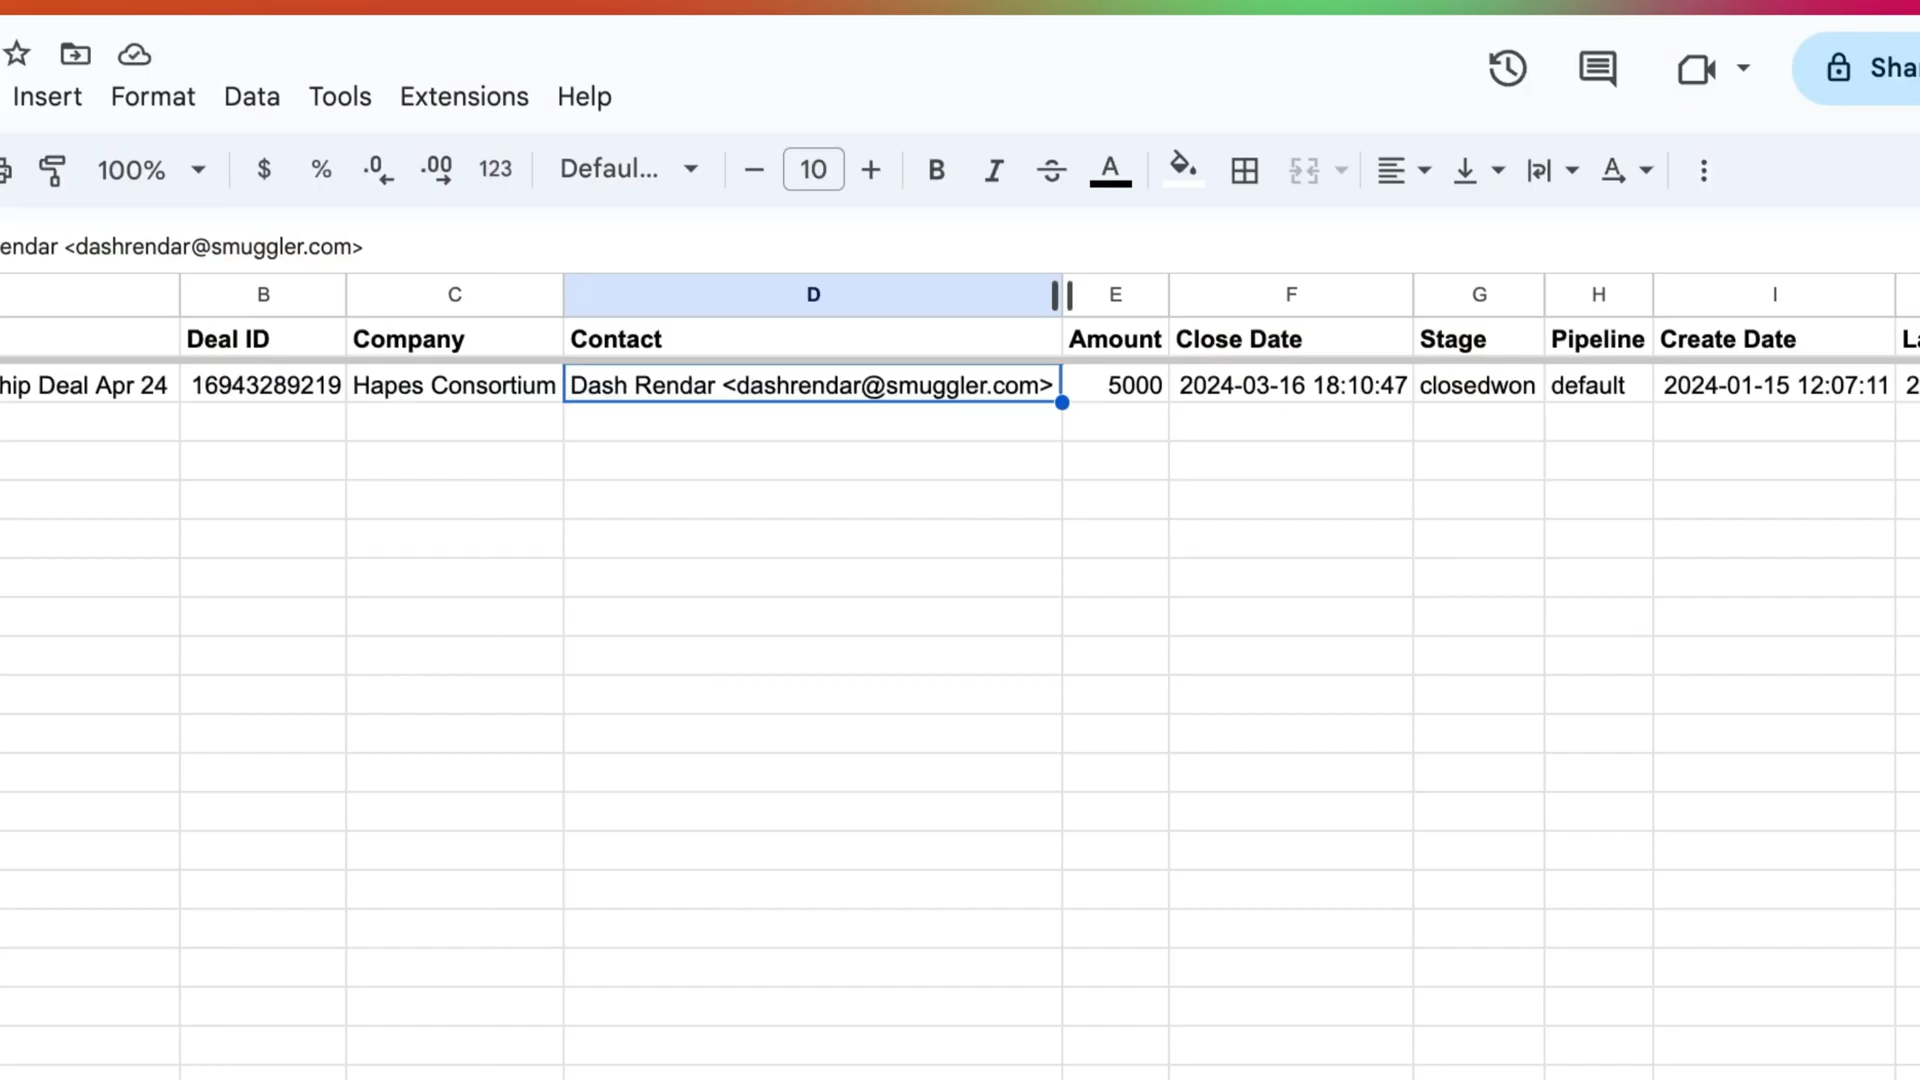 Insert Format Data Tools Extensions Help
100% $ % .0 .00 123 Defaul... 10 B I A A
endar <dashrendar@smuggler.com>
B C D E F G H I
Deal ID Company Contact Amount Close Date Stage Pipeline Create Date
hip Deal Apr 24 16943289219 Hapes Consortium Dash Rendar <dashrendar@smuggler.com> 5000 2024-03-16 18:10:47 closedwon default 2024-01-15 12:07:11 2